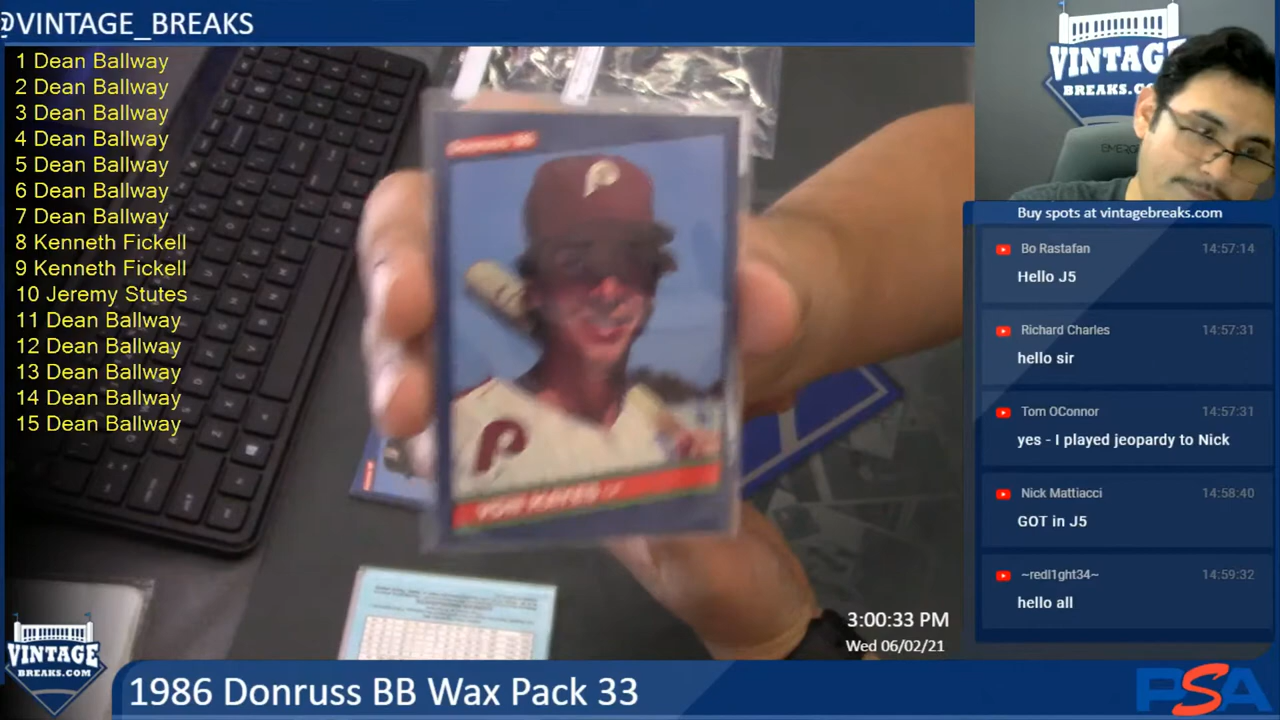 @VINTAGE_BREAKS
1 Dean Ballway
2 Dean Ballway
3 Dean Ballway
4 Dean Ballway
5 Dean Ballway
6 Dean Ballway
7 Dean Ballway
8 Kenneth Fickell
9 Kenneth Fickell
10 Jeremy Stutes
11 Dean Ballway
12 Dean Ballway
13 Dean Ballway
14 Dean Ballway
15 Dean Ballway
Donruss '86
P
P
VINTAGE
BREAKS.CO
Buy spots at vintagebreaks.com
Bo Rastafan 14:57:14
Hello J5
Richard Charles 14:57:31
hello sir
Tom OConnor 14:57:31
yes - I played jeopardy to Nick
Nick Mattiacci 14:58:40
GOT in J5
~redl1ght34~ 14:59:32
hello all
3:00:33 PM
Wed 06/02/21
VINTAGE
BREAKS.COM
1986 Donruss BB Wax Pack 33
PSA